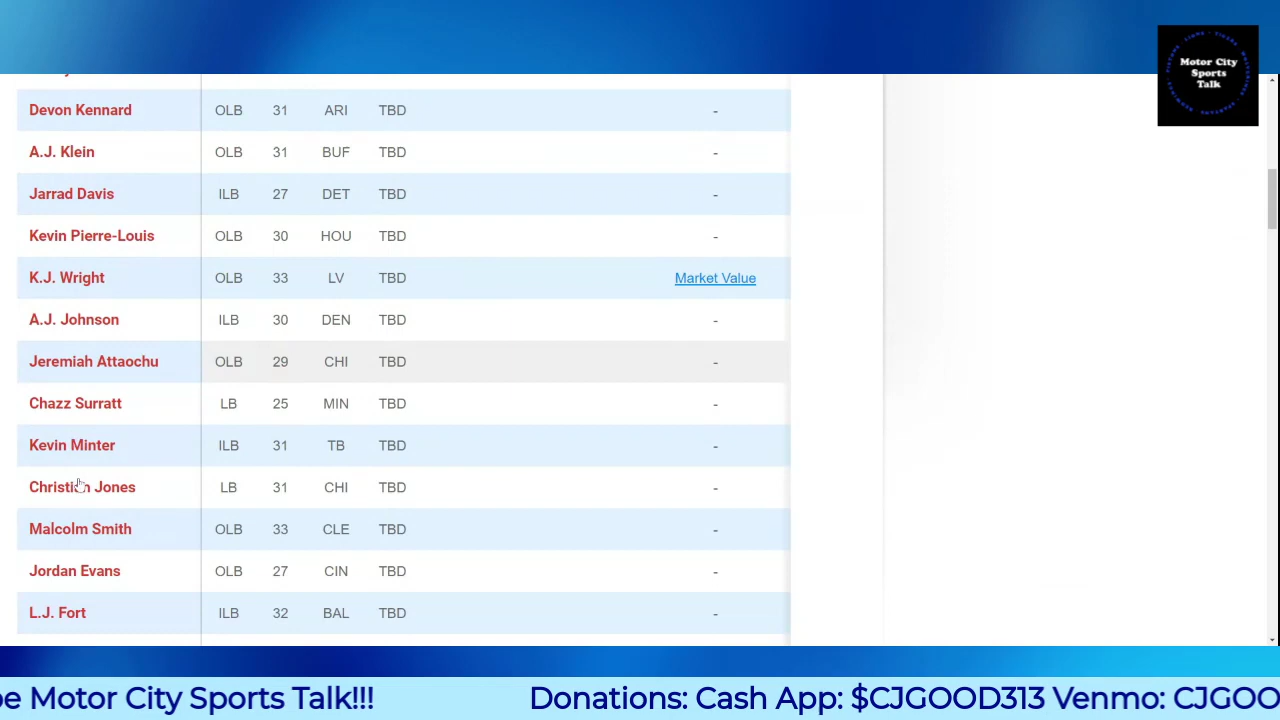 Motor City
Sports
Talk
Devon Kennard OLB 31 ARI TBD -
A.J. Klein OLB 31 BUF TBD -
Jarrad Davis ILB 27 DET TBD -
Kevin Pierre-Louis OLB 30 HOU TBD -
K.J. Wright OLB 33 LV TBD Market Value
A.J. Johnson ILB 30 DEN TBD -
Jeremiah Attaochu OLB 29 CHI TBD -
Chazz Surratt LB 25 MIN TBD -
Kevin Minter ILB 31 TB TBD -
Christian Jones LB 31 CHI TBD -
Malcolm Smith OLB 33 CLE TBD -
Jordan Evans OLB 27 CIN TBD -
L.J. Fort ILB 32 BAL TBD -
be Motor City Sports Talk!!! Donations: Cash App: $CJGOOD313 Venmo: CJGOO